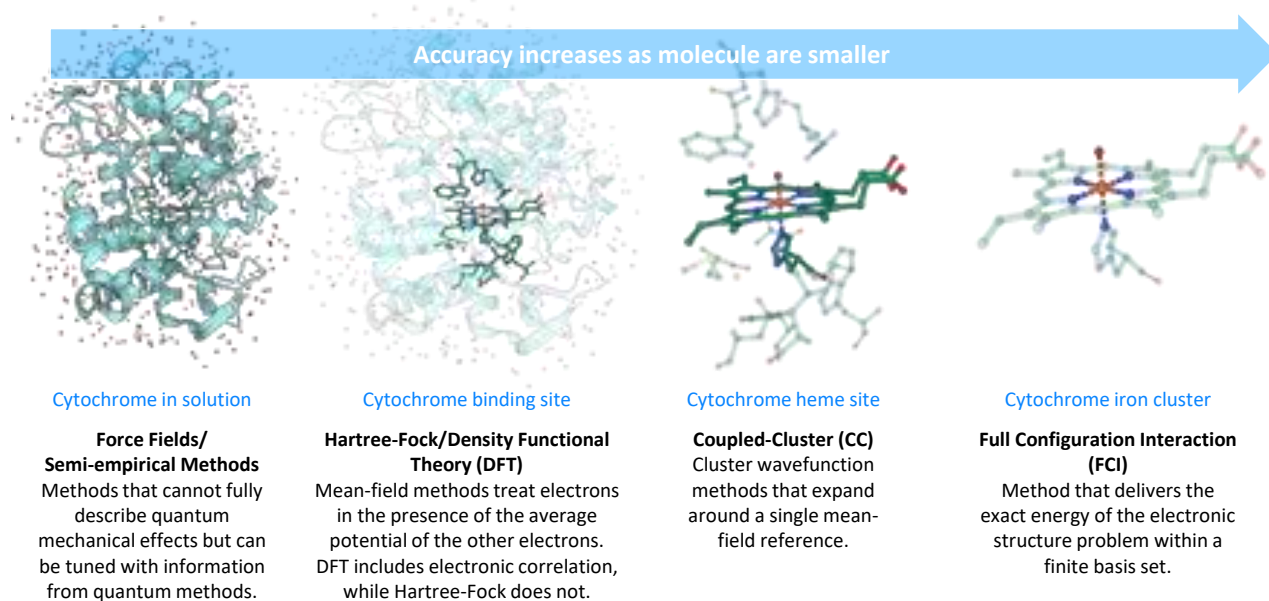 Accuracy increases as molecule are smaller
Cytochrome in solution
Force Fields/
Semi-empirical Methods
Methods that cannot fully
describe quantum
mechanical effects but can
be tuned with information
from quantum methods.
Cytochrome binding site
Hartree-Fock/Density Functional
Theory (DFT)
Mean-field methods treat electrons
in the presence of the average
potential of the other electrons.
DFT includes electronic correlation,
while Hartree-Fock does not.
Cytochrome heme site
Coupled-Cluster (CC)
Cluster wavefunction
methods that expand
around a single mean-
field reference.
Cytochrome iron cluster
Full Configuration Interaction
(FCI)
Method that delivers the
exact energy of the electronic
structure problem within a
finite basis set.